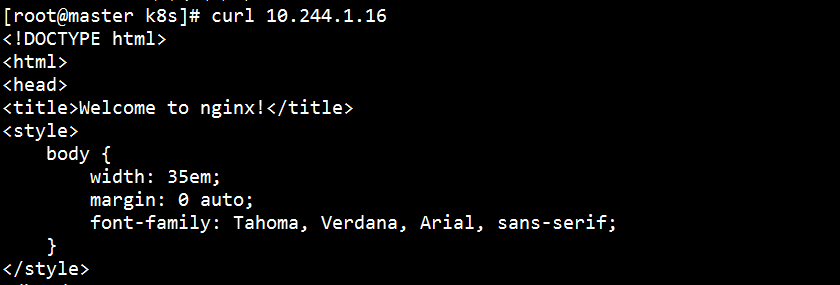 [root@master k8s]# curl 10.244.1.16
<!DOCTYPE html>
<html>
<head>
<title>Welcome to nginx!</title>
<style>
    body {
        width: 35em;
        margin: 0 auto;
        font-family: Tahoma, Verdana, Arial, sans-serif;
    }
</style>